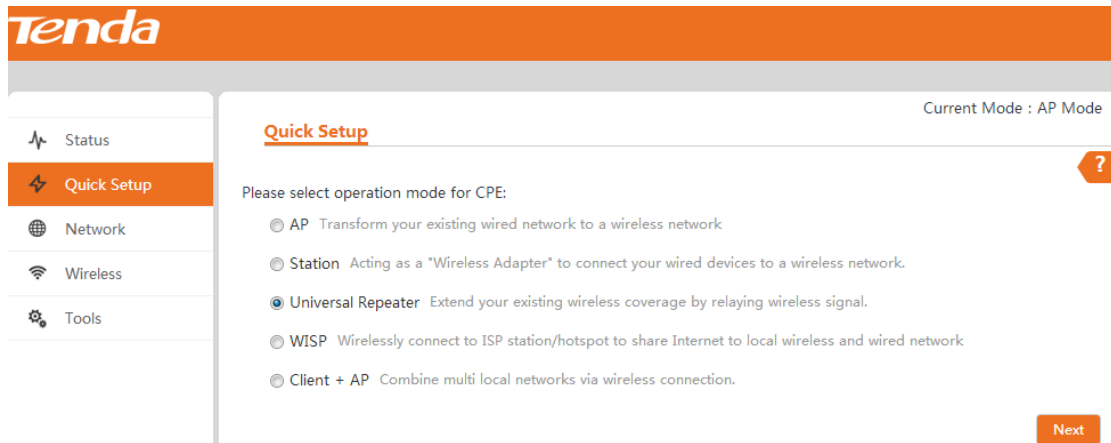 Tenda
Current Mode : AP Mode
Status
Quick Setup
Network
Wireless
Tools
Quick Setup
?
Please select operation mode for CPE:
AP Transform your existing wired network to a wireless network
Station Acting as a "Wireless Adapter" to connect your wired devices to a wireless network.
Universal Repeater Extend your existing wireless coverage by relaying wireless signal.
WISP Wirelessly connect to ISP station/hotspot to share Internet to local wireless and wired network
Client + AP Combine multi local networks via wireless connection.
Next